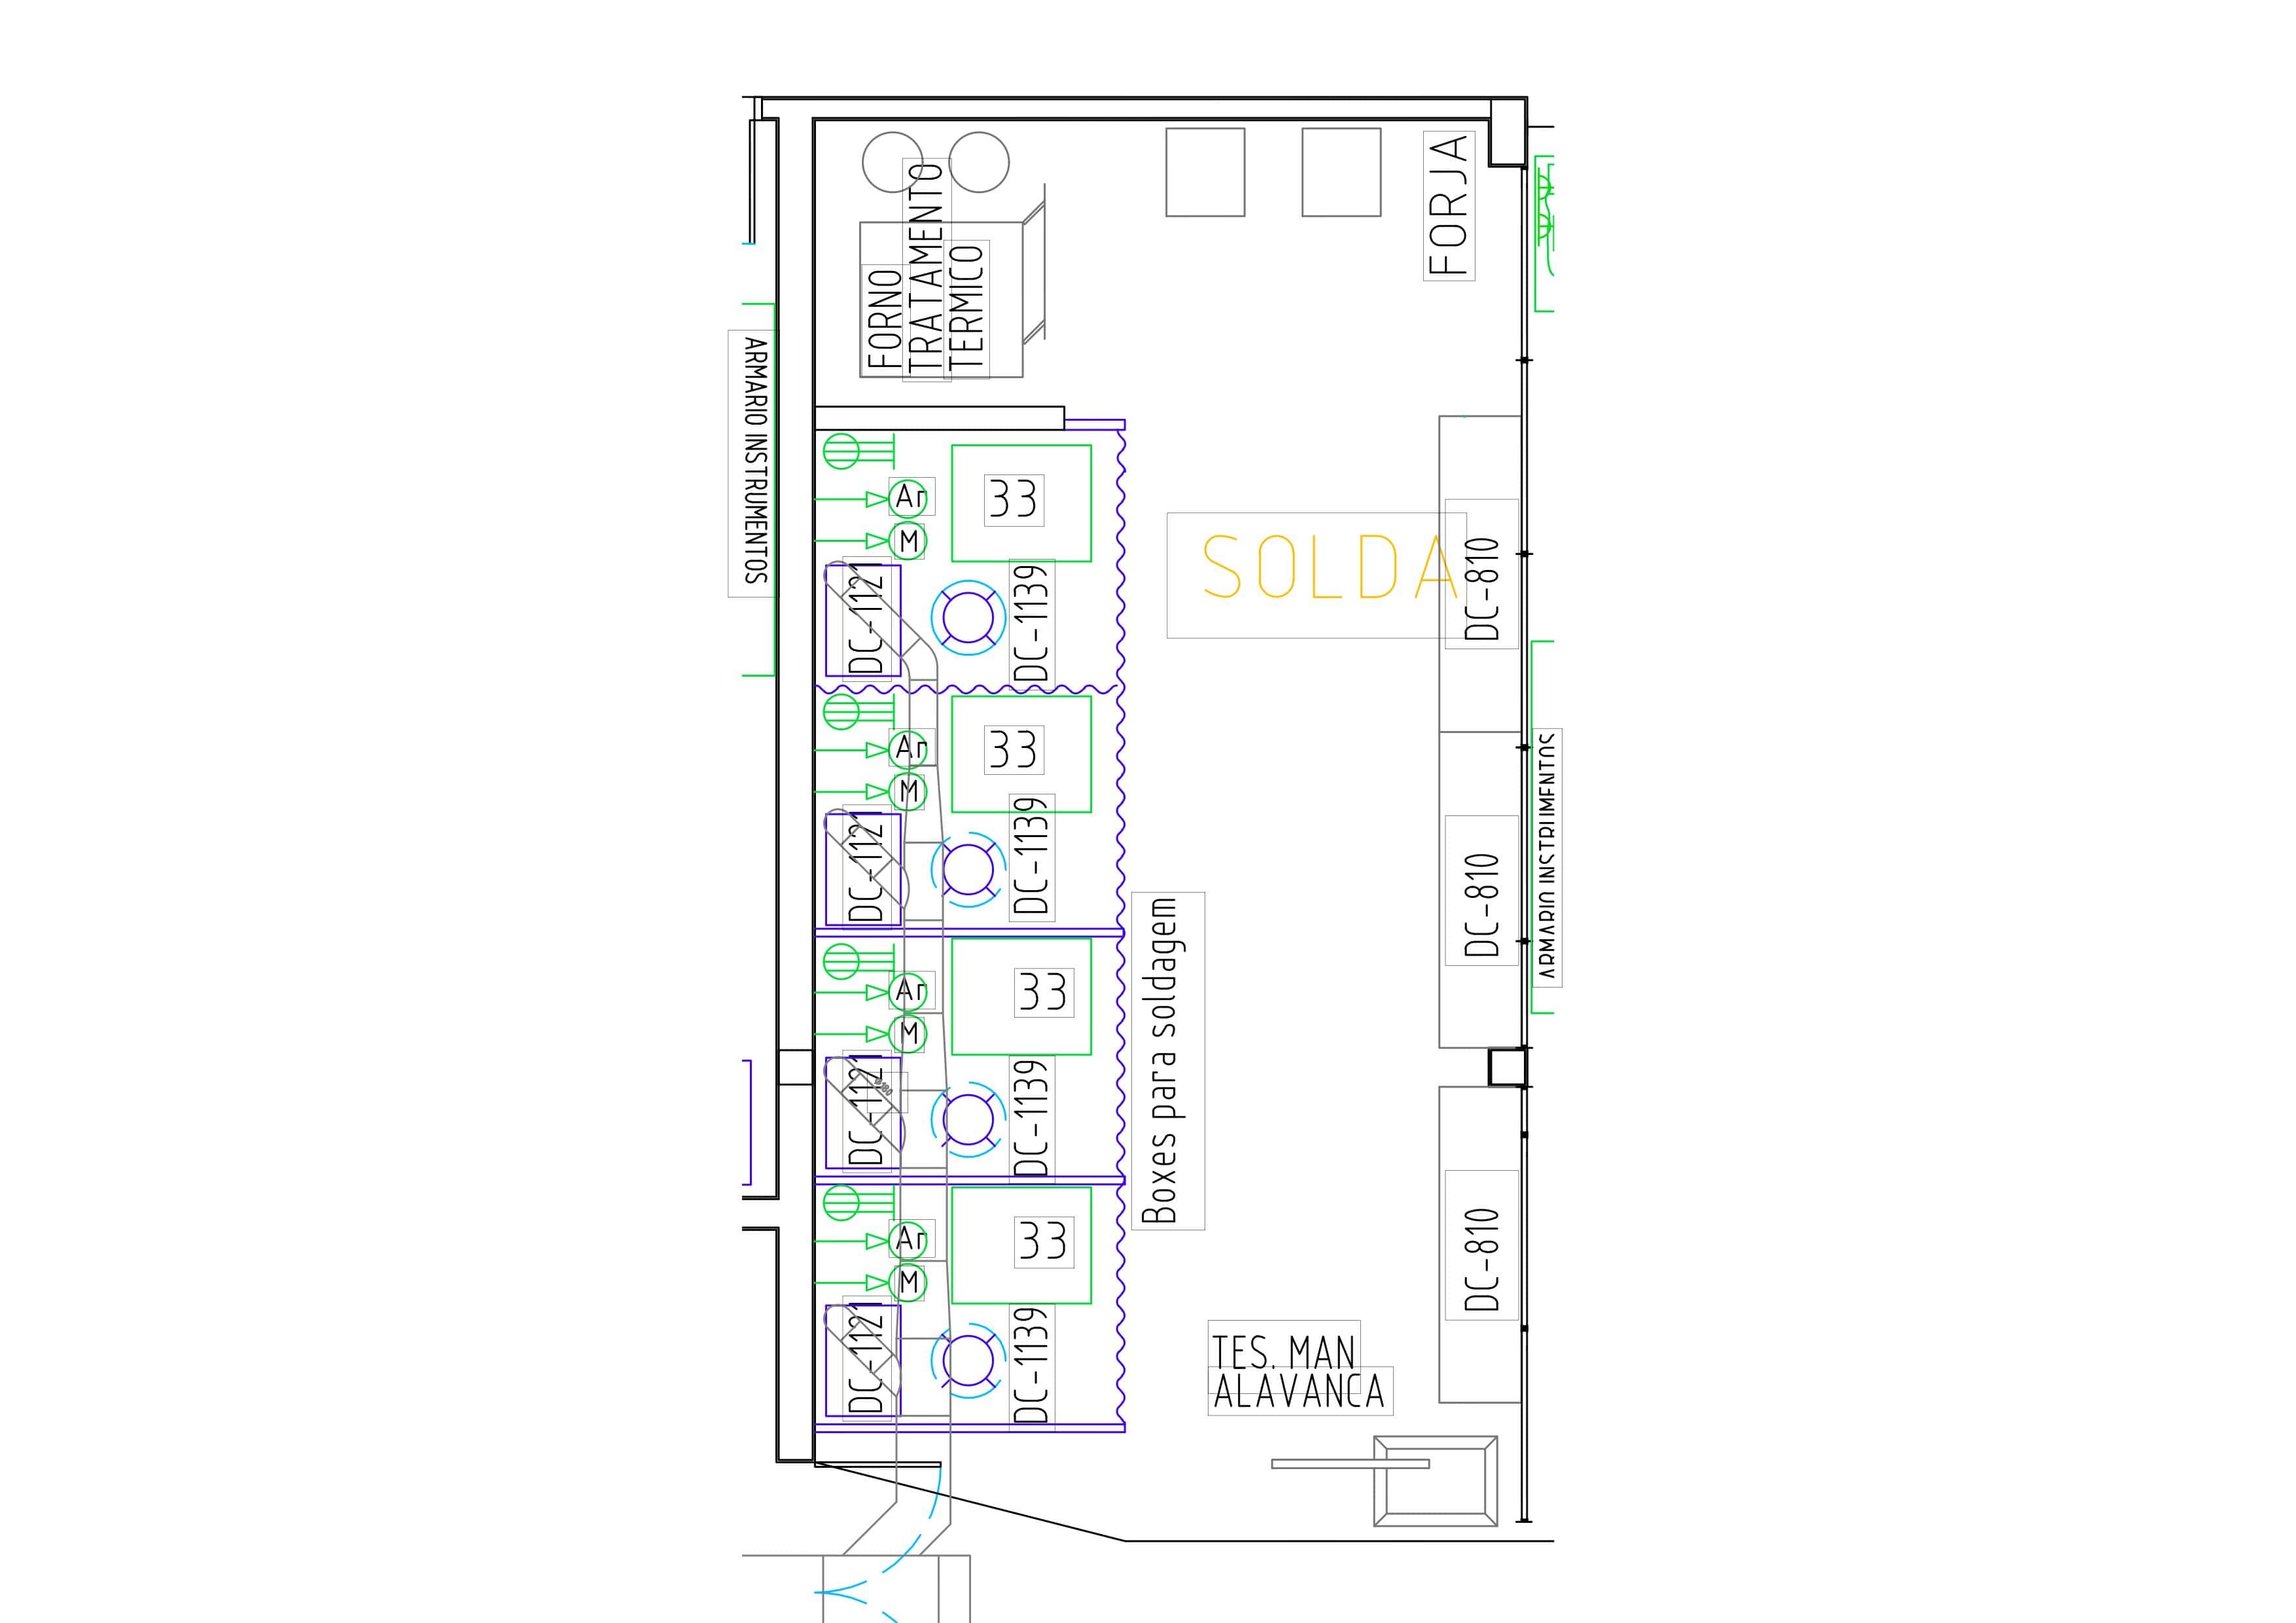 FORNO
TRATAMENTO
TERMICO
FORJA
ARMARIO INSTRUMENTOS
Ar
33
M
DC-1121
DC-1139
SOLDA
DC-810
Ar
33
M
DC-1121
DC-1139
DC-810
ARMARIO INSTRUMENTOS
Boxes para soldagem
Ar
33
M
DC-1121
Ø180
DC-1139
Ar
33
M
DC-1121
DC-1139
DC-810
TES. MAN
ALAVANCA